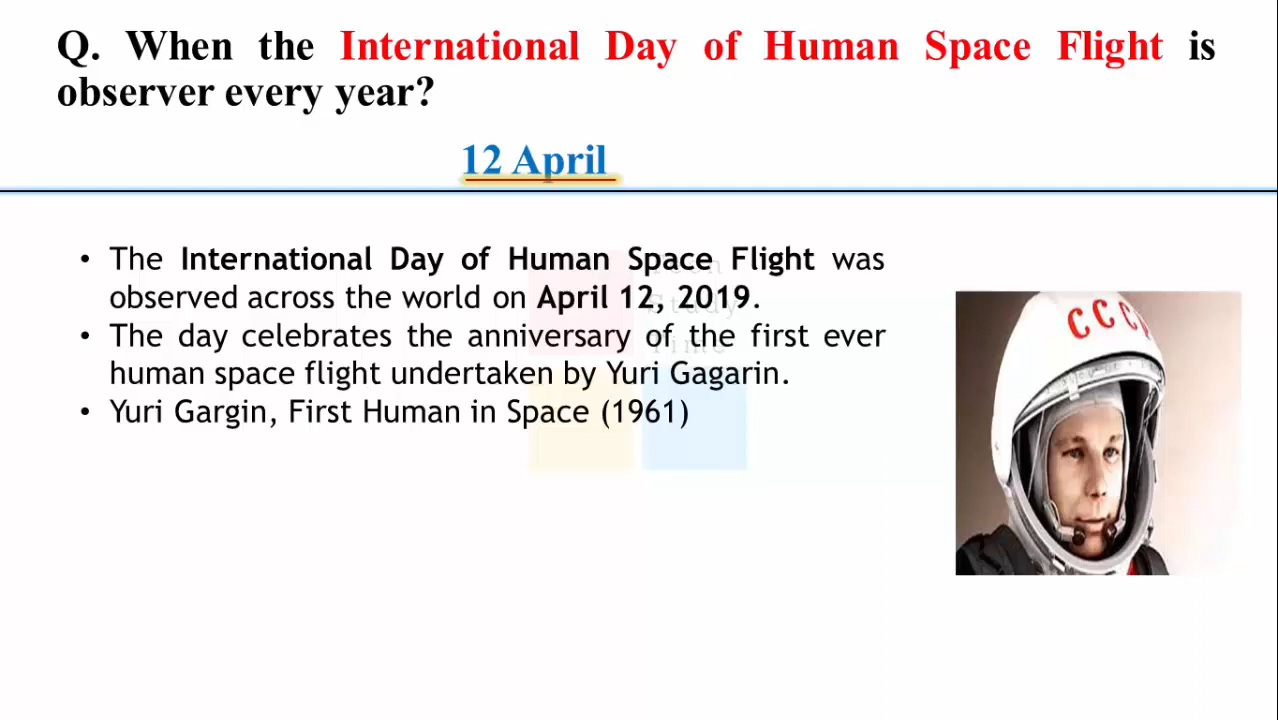 Q. When the International Day of Human Space Flight is
observer every year?
12 April
• The International Day of Human Space Flight was
observed across the world on April 12, 2019.
• The day celebrates the anniversary of the first ever
human space flight undertaken by Yuri Gagarin.
• Yuri Gargin, First Human in Space (1961)
Study
Time
CCC